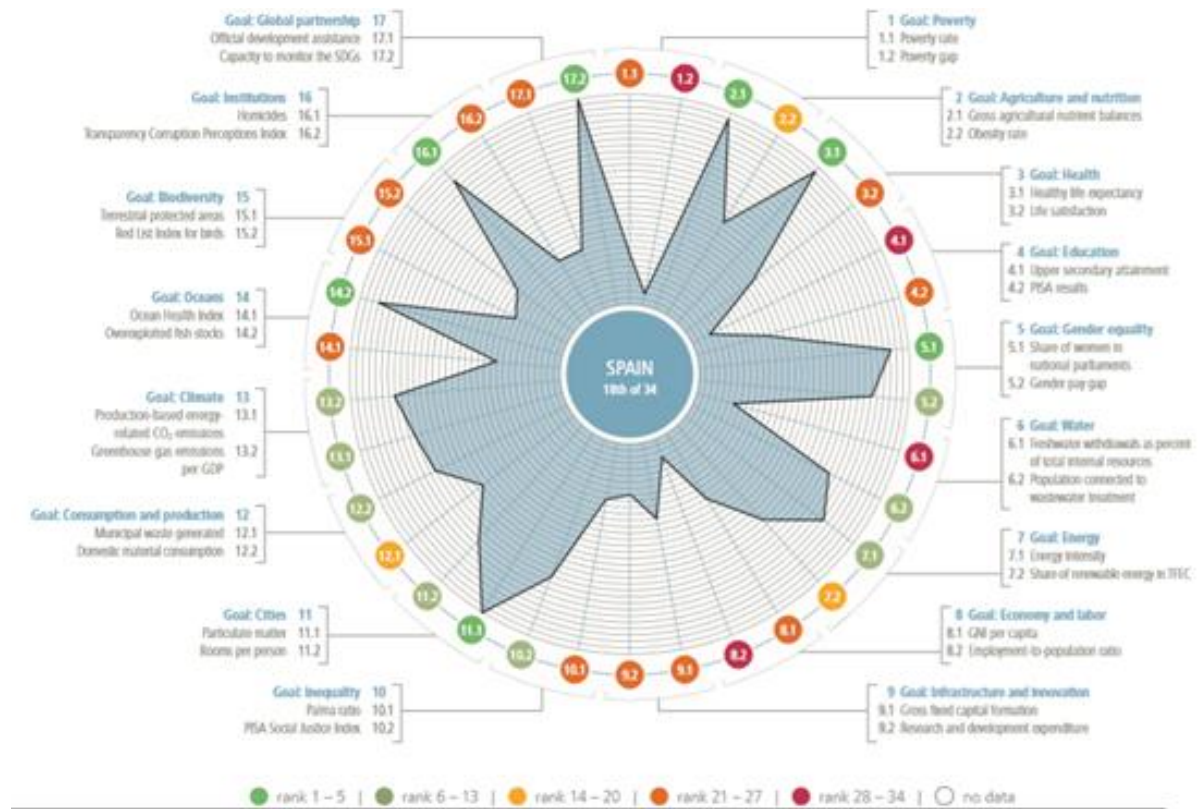 Goal: Global partnership 17
Official development assistance 17.1
Capacity to monitor the SDGs 17.2
1 Goal: Poverty
1.1 Poverty rate
1.2 Poverty gap
Goal: Institutions 16
Homicides 16.1
Transparency Corruption Perceptions Index 16.2
2 Goal: Agriculture and nutrition
2.1 Gross agricultural nutrient balances
2.2 Obesity rate
Goal: Biodiversity 15
Terrestrial protected areas 15.1
Red List Index for birds 15.2
3 Goal: Health
3.1 Healthy life expectancy
3.2 Life satisfaction
4 Goal: Education
4.1 Upper secondary attainment
4.2 PISA results
Goal: Oceans 14
Ocean Health Index 14.1
Overexploited fish stocks 14.2
5 Goal: Gender equality
5.1 Share of women in
national parliaments
5.2 Gender pay gap
Goal: Climate 13
Production-based energy- 13.1
related CO₂ emissions
Greenhouse gas emissions 13.2
per GDP
6 Goal: Water
6.1 Freshwater withdrawals as percent
of total internal resources
6.2 Population connected to
wastewater treatment
Goal: Consumption and production 12
Municipal waste generated 12.1
Domestic material consumption 12.2
7 Goal: Energy
7.1 Energy intensity
7.2 Share of renewable energy in TFEC
Goal: Cities 11
Particulate matter 11.1
Rooms per person 11.2
8 Goal: Economy and labor
8.1 GNI per capita
8.2 Employment-to-population ratio
Goal: Inequality 10
Palma ratio 10.1
PISA Social Justice Index 10.2
9 Goal: Infrastructure and innovation
9.1 Gross fixed capital formation
9.2 Research and development expenditure
1.1
1.2
2.1
2.2
3.1
3.2
4.1
4.2
5.1
5.2
6.1
6.2
7.1
7.2
8.1
8.2
9.1
9.2
10.1
10.2
11.1
11.2
12.1
12.2
13.1
13.2
14.1
14.2
15.1
15.2
16.1
16.2
17.1
17.2
SPAIN
18th of 34
rank 1 – 5 | rank 6 – 13 | rank 14 – 20 | rank 21 – 27 | rank 28 – 34 | no data